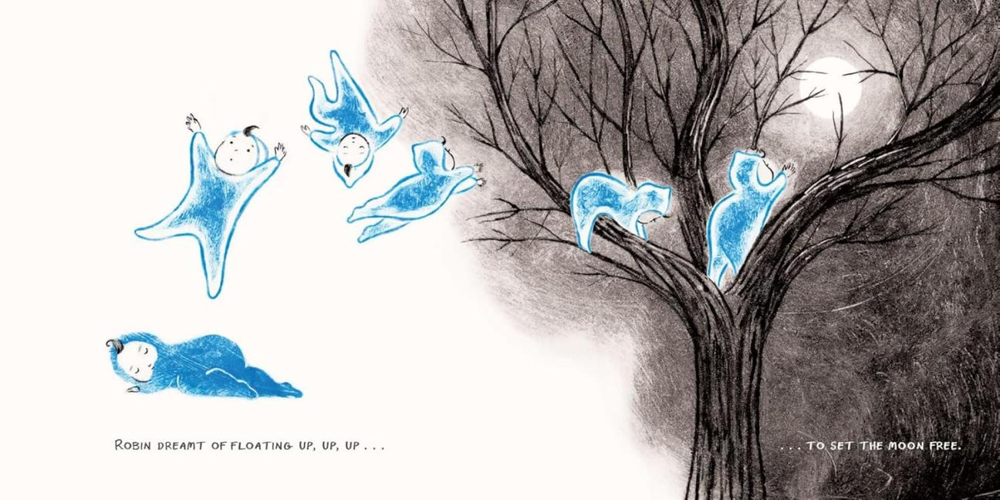 ROBIN DREAMT OF FLOATING UP, UP, UP . . .
. . . TO SET THE MOON FREE.